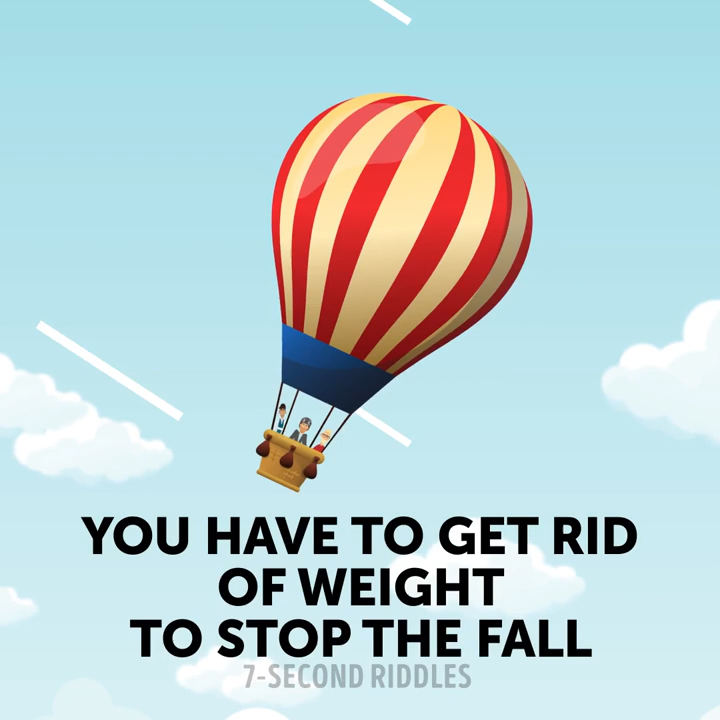 YOU HAVE TO GET RID
OF WEIGHT
TO STOP THE FALL
7-SECOND RIDDLES